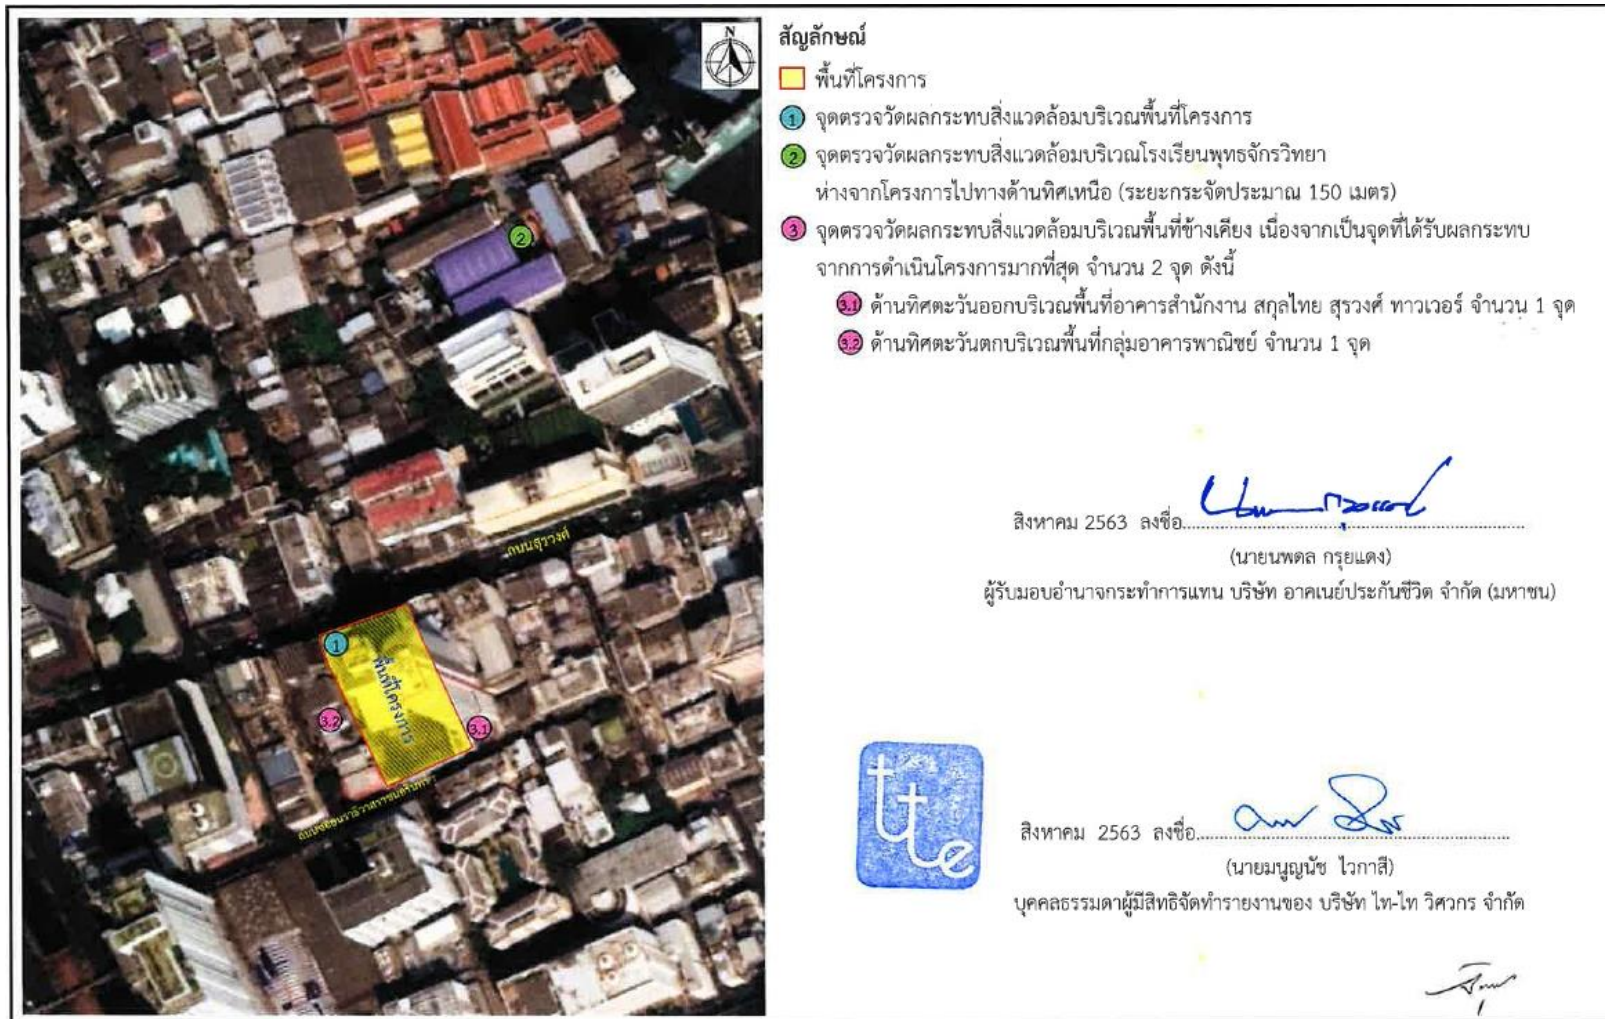 N
ถนนสุรวงศ์
1
2
3.1
3.2
พื้นที่โครงการ
สัญลักษณ์
พื้นที่โครงการ
1 จุดตรวจวัดผลกระทบสิ่งแวดล้อมบริเวณพื้นที่โครงการ
2 จุดตรวจวัดผลกระทบสิ่งแวดล้อมบริเวณโรงเรียนพุทธจักรวิทยา
ห่างจากโครงการไปทางด้านทิศเหนือ (ระยะกระจัดประมาณ 150 เมตร)
3 จุดตรวจวัดผลกระทบสิ่งแวดล้อมบริเวณพื้นที่ข้างเคียง เนื่องจากเป็นจุดที่ได้รับผลกระทบ
จากการดำเนินโครงการมากที่สุด จำนวน 2 จุด ดังนี้
3.1 ด้านทิศตะวันออกบริเวณพื้นที่อาคารสำนักงาน สกุลไทย สุรวงศ์ ทาวเวอร์ จำนวน 1 จุด
3.2 ด้านทิศตะวันตกบริเวณพื้นที่กลุ่มอาคารพาณิชย์ จำนวน 1 จุด
สิงหาคม 2563 ลงชื่อ
(นายนพดล กรุยแดง)
ผู้รับมอบอำนาจกระทำการแทน บริษัท อาคเนย์ประกันชีวิต จำกัด (มหาชน)
tte
สิงหาคม 2563 ลงชื่อ
(นายมนูญนัช ไวกาสี)
บุคคลธรรมดาผู้มีสิทธิจัดทำรายงานของ บริษัท ไท-ไท วิศวกร จำกัด